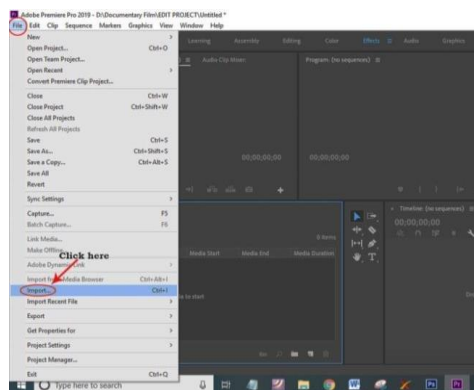 Adobe Premiere Pro 2019 - D:\Documentary Film\EDIT PROJECT\Untitled *
File Edit Clip Sequence Markers Graphics View Window Help
New
Open Project... Ctrl+O
Open Team Project...
Open Recent
Convert Premiere Clip Project...
Close Ctrl+W
Close Project Ctrl+Shift+W
Close All Projects
Refresh All Projects
Save Ctrl+S
Save As... Ctrl+Shift+S
Save a Copy... Ctrl+Alt+S
Save All
Revert
Sync Settings
Capture... F5
Batch Capture... F6
Link Media...
Make Offline...
Click here
Adobe Dynamic Link
Import from Media Browser Ctrl+Alt+I
Import... Ctrl+I
Import Recent File
Export
Get Properties for
Project Settings
Project Manager...
Exit Ctrl+Q
Learning Assembly Editing Color Effects Audio Graphics
Audio Clip Mixer: Program: (no sequences)
00;00;00;00 00;00;00;00
Timeline: (no sequences)
00;00;00;00
0 Items
Media Start Media End Media Duration
to start
Type here to search